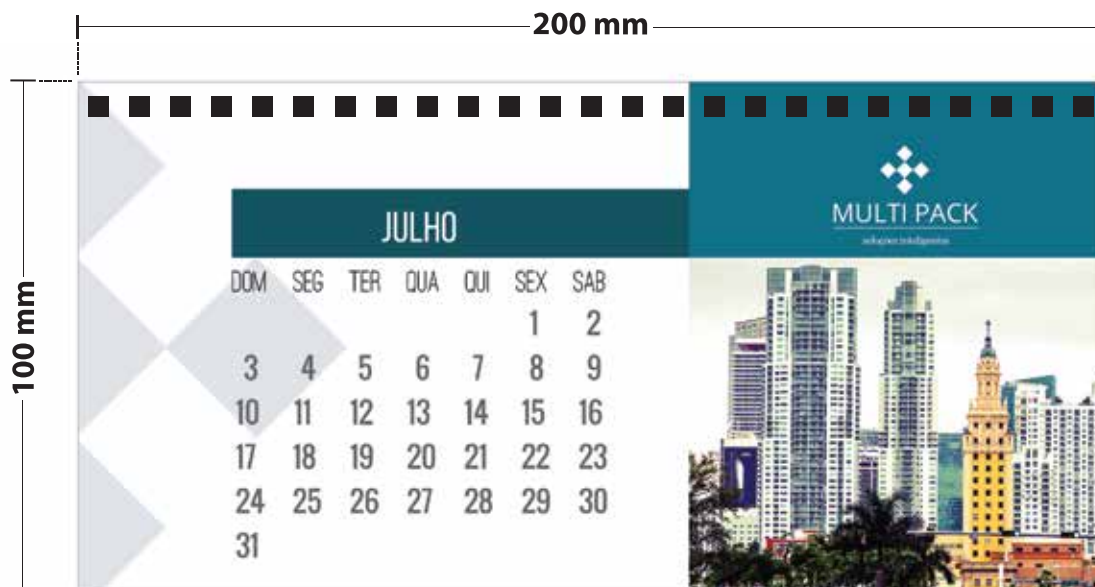 200 mm
100 mm
MULTI PACK
soluções inteligentes
JULHO
DOM SEG TER QUA QUI SEX SAB
1 2
3 4 5 6 7 8 9
10 11 12 13 14 15 16
17 18 19 20 21 22 23
24 25 26 27 28 29 30
31